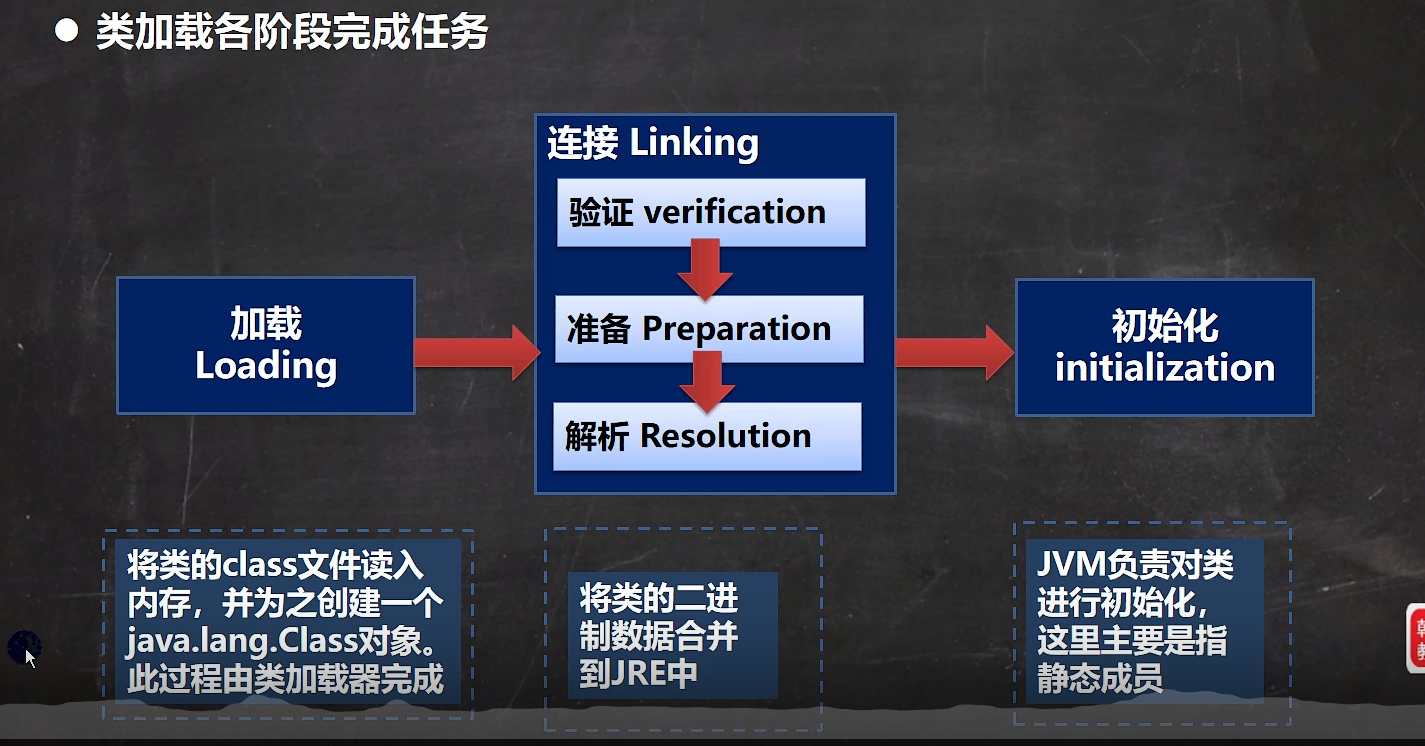 类加载各阶段完成任务
连接 Linking
验证 verification
准备 Preparation
解析 Resolution
加载
Loading
初始化
initialization
将类的class文件读入
内存，并为之创建一个
java.lang.Class对象。
此过程由类加载器完成
将类的二进
制数据合并
到JRE中
JVM负责对类
进行初始化，
这里主要是指
静态成员